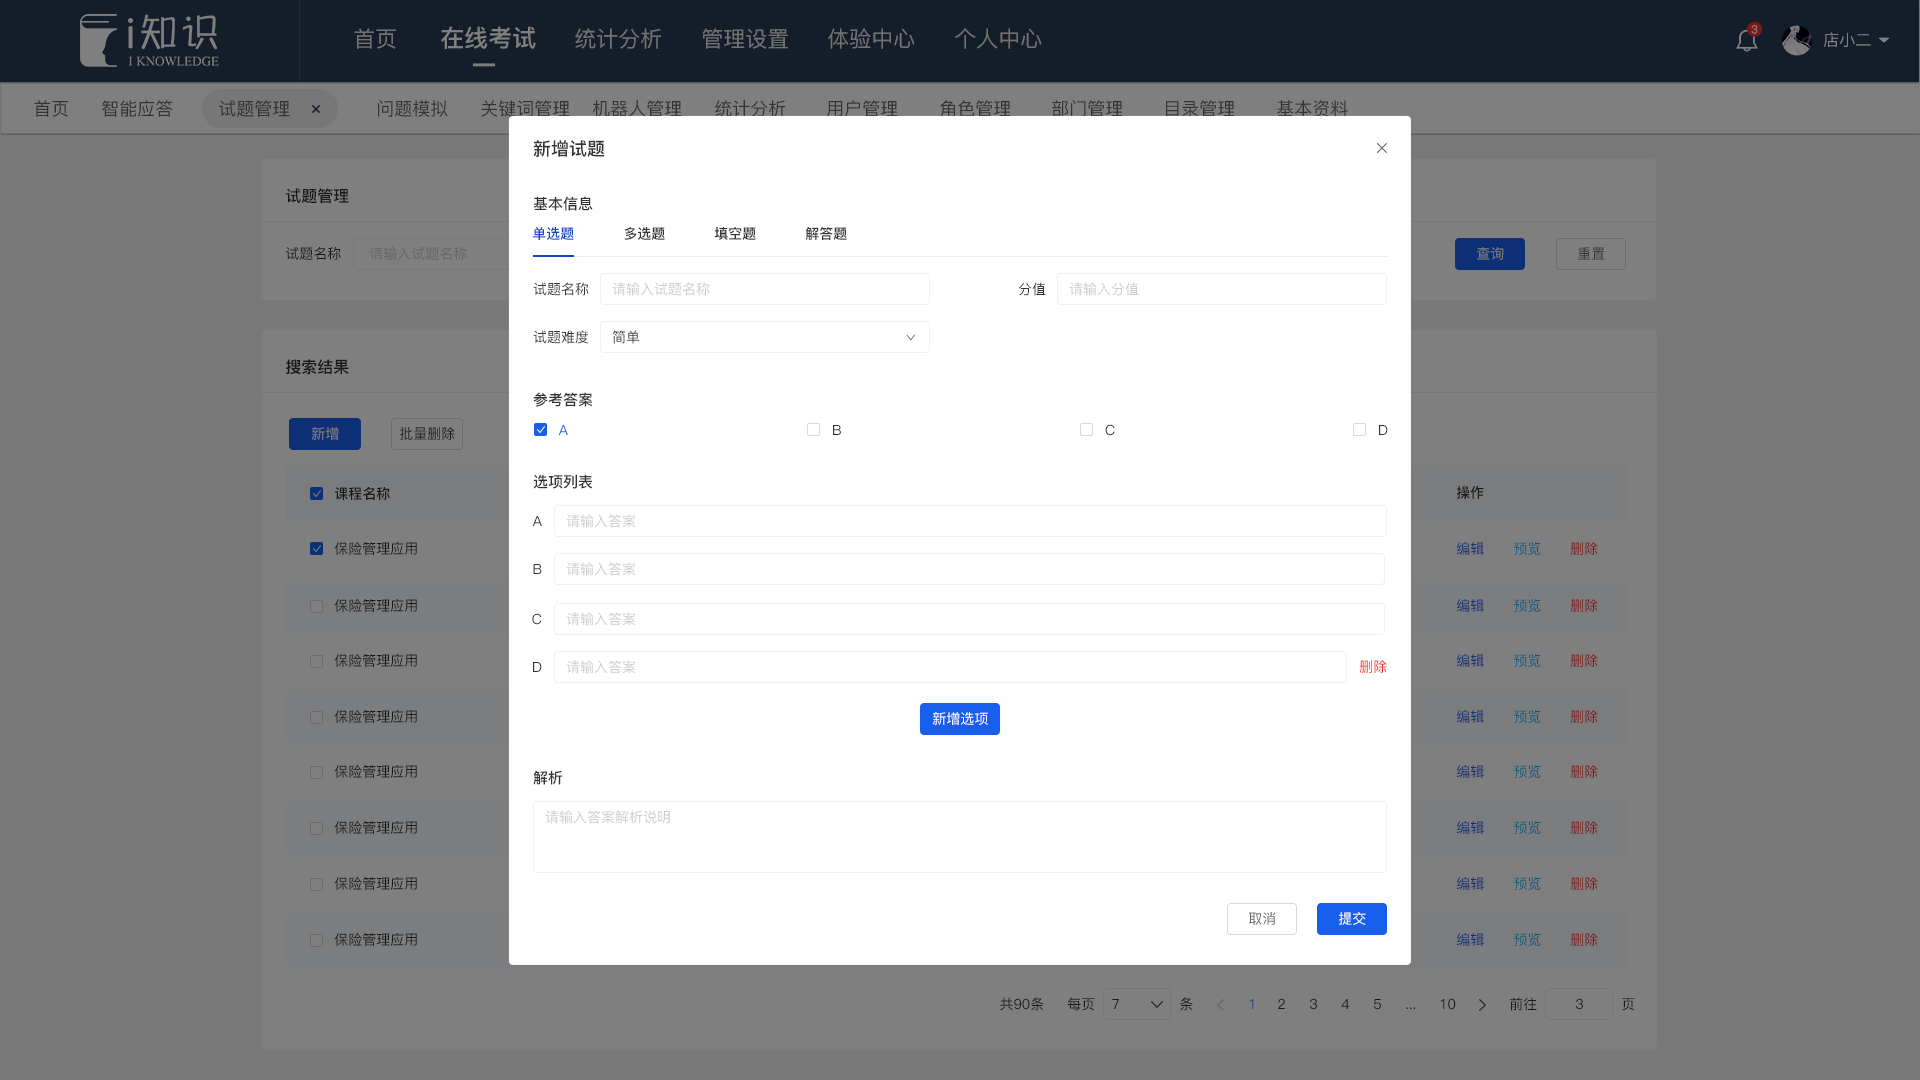 i知识
I KNOWLEDGE
首页 在线考试 统计分析 管理设置 体验中心 个人中心
3
店小二
首页 智能应答 试题管理 × 问题模拟 关键词管理 机器人管理 统计分析 用户管理 角色管理 部门管理 目录管理 基本资料
试题管理
试题名称 请输入试题名称 查询 重置
搜索结果
新增 批量删除
课程名称 操作
保险管理应用 编辑 预览 删除
保险管理应用 编辑 预览 删除
保险管理应用 编辑 预览 删除
保险管理应用 编辑 预览 删除
保险管理应用 编辑 预览 删除
保险管理应用 编辑 预览 删除
保险管理应用 编辑 预览 删除
保险管理应用 编辑 预览 删除
共90条 每页 7 条 1 2 3 4 5 ... 10 前往 3 页
新增试题
基本信息
单选题 多选题 填空题 解答题
试题名称 请输入试题名称 分值 请输入分值
试题难度 简单
参考答案
A B C D
选项列表
A 请输入答案
B 请输入答案
C 请输入答案
D 请输入答案 删除
新增选项
解析
请输入答案解析说明
取消 提交